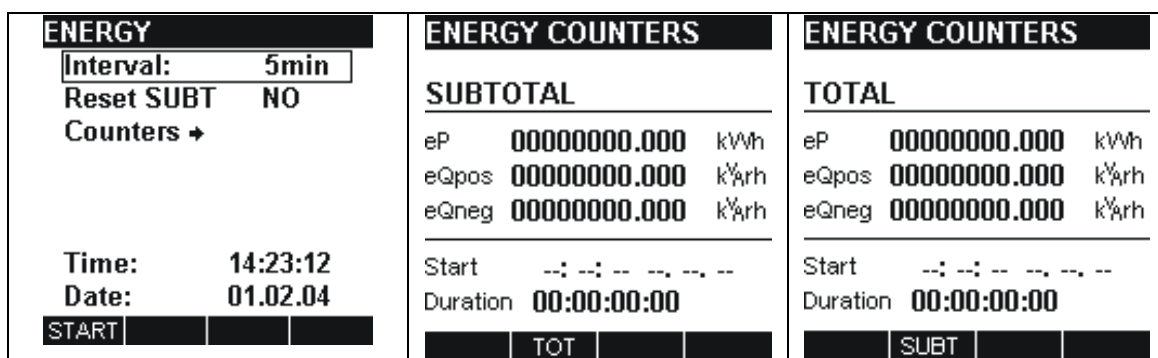 ENERGY
Interval: 5min
Reset SUBT NO
Counters →
Time: 14:23:12
Date: 01.02.04
START
ENERGY COUNTERS
SUBTOTAL
eP 00000000.000 kWh
eQpos 00000000.000 kVArh
eQneg 00000000.000 kVArh
Start --: --: -- --. --. --
Duration 00:00:00:00
TOT
ENERGY COUNTERS
TOTAL
eP 00000000.000 kWh
eQpos 00000000.000 kVArh
eQneg 00000000.000 kVArh
Start --: --: -- --. --. --
Duration 00:00:00:00
SUBT